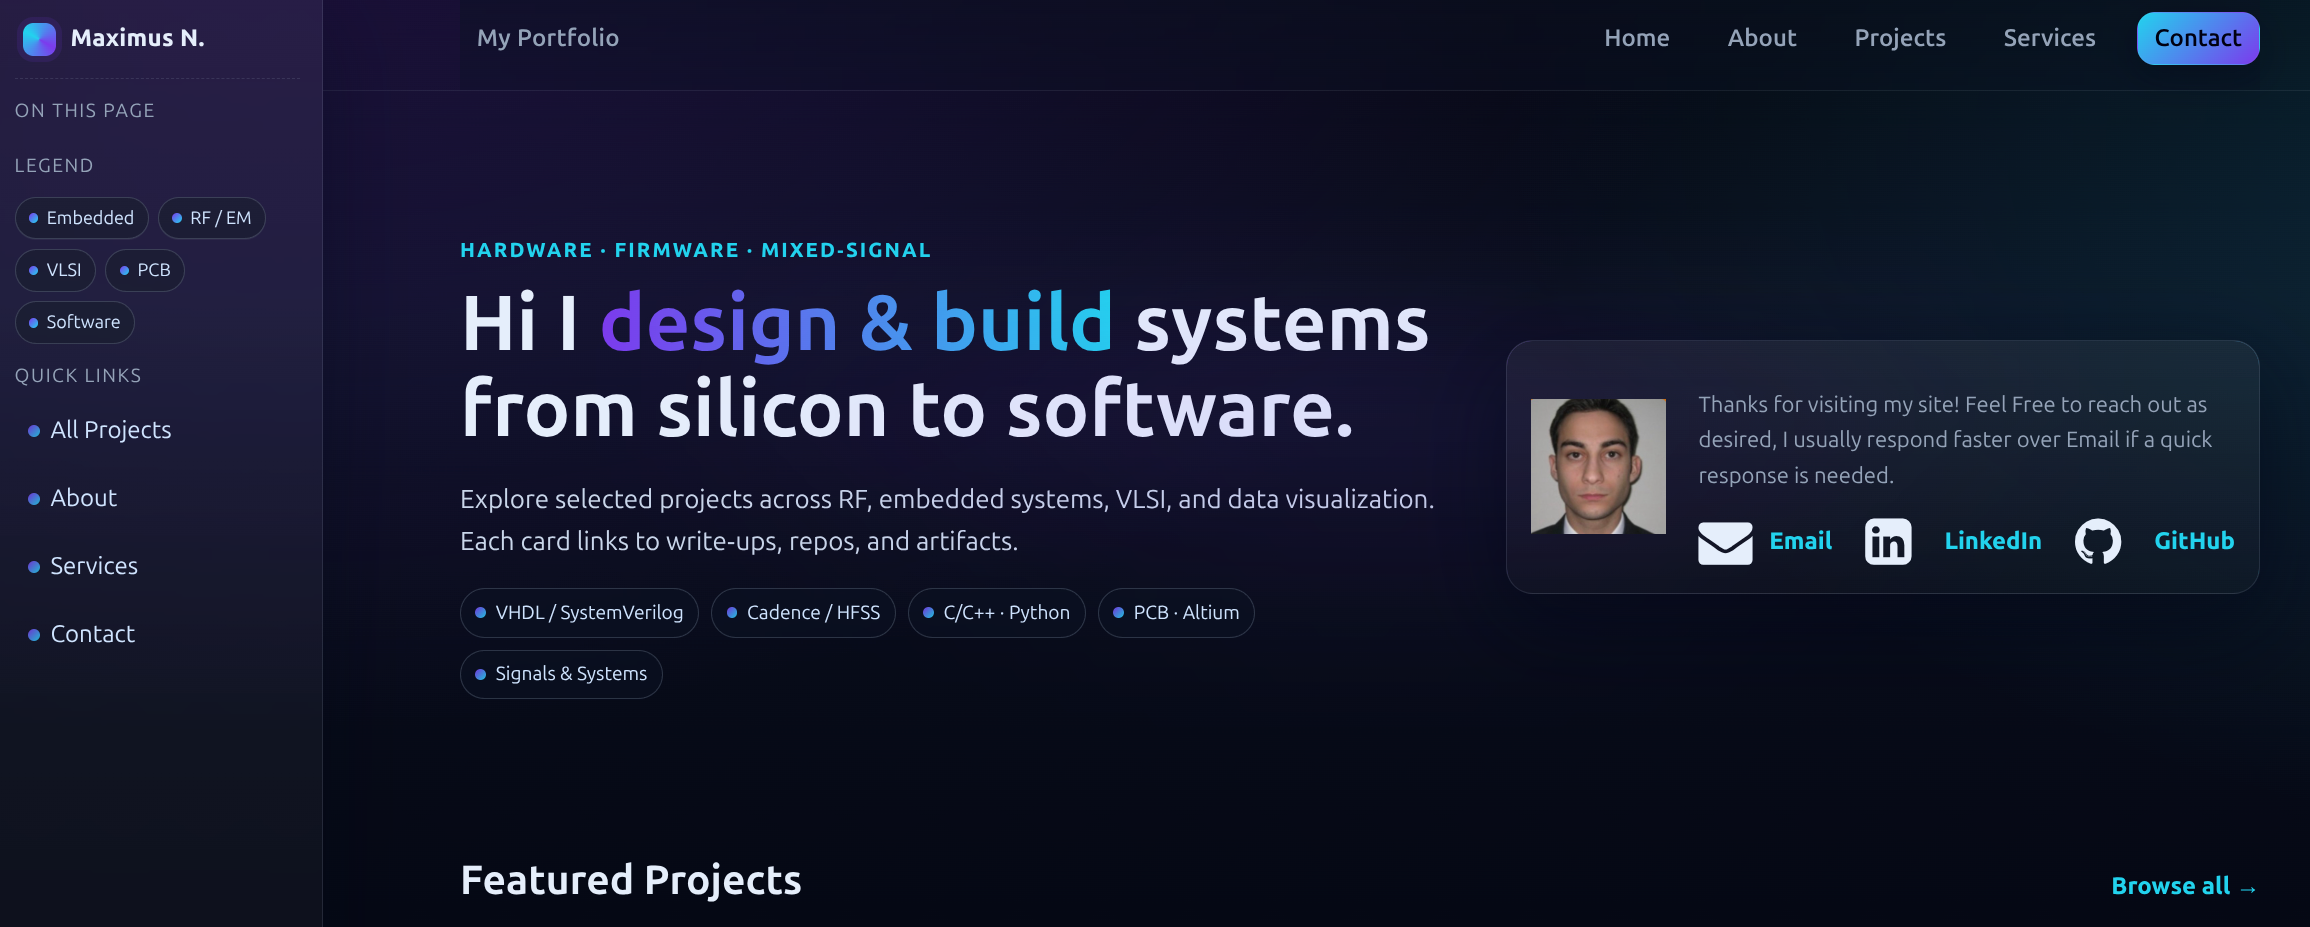 Maximus N.
ON THIS PAGE
LEGEND
Embedded
RF / EM
VLSI
PCB
Software
QUICK LINKS
All Projects
About
Services
Contact
My Portfolio
Home
About
Projects
Services
Contact
HARDWARE · FIRMWARE · MIXED-SIGNAL
Hi I design & build systems
from silicon to software.
Explore selected projects across RF, embedded systems, VLSI, and data visualization.
Each card links to write-ups, repos, and artifacts.
VHDL / SystemVerilog
Cadence / HFSS
C/C++ · Python
PCB · Altium
Signals & Systems
Thanks for visiting my site! Feel Free to reach out as
desired, I usually respond faster over Email if a quick
response is needed.
Email
in
LinkedIn
GitHub
Featured Projects
Browse all →